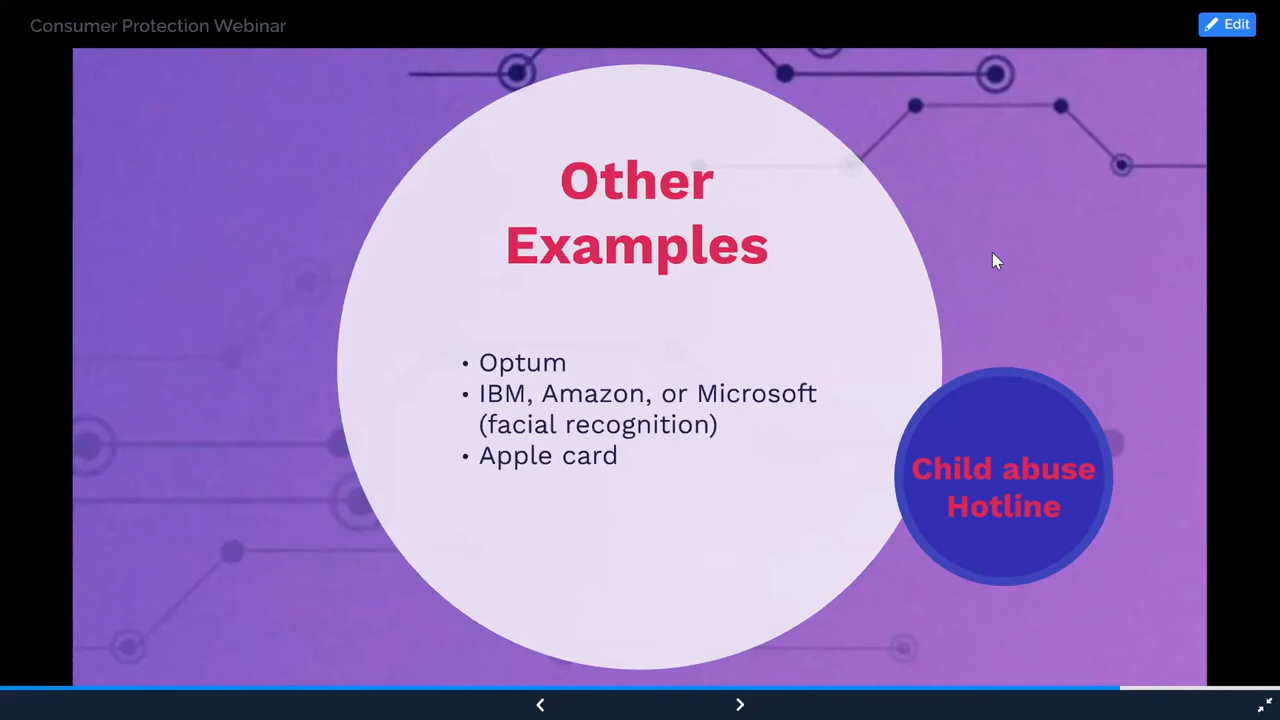 Consumer Protection Webinar
Edit
Other
Examples
• Optum
• IBM, Amazon, or Microsoft
(facial recognition)
• Apple card
Child abuse
Hotline